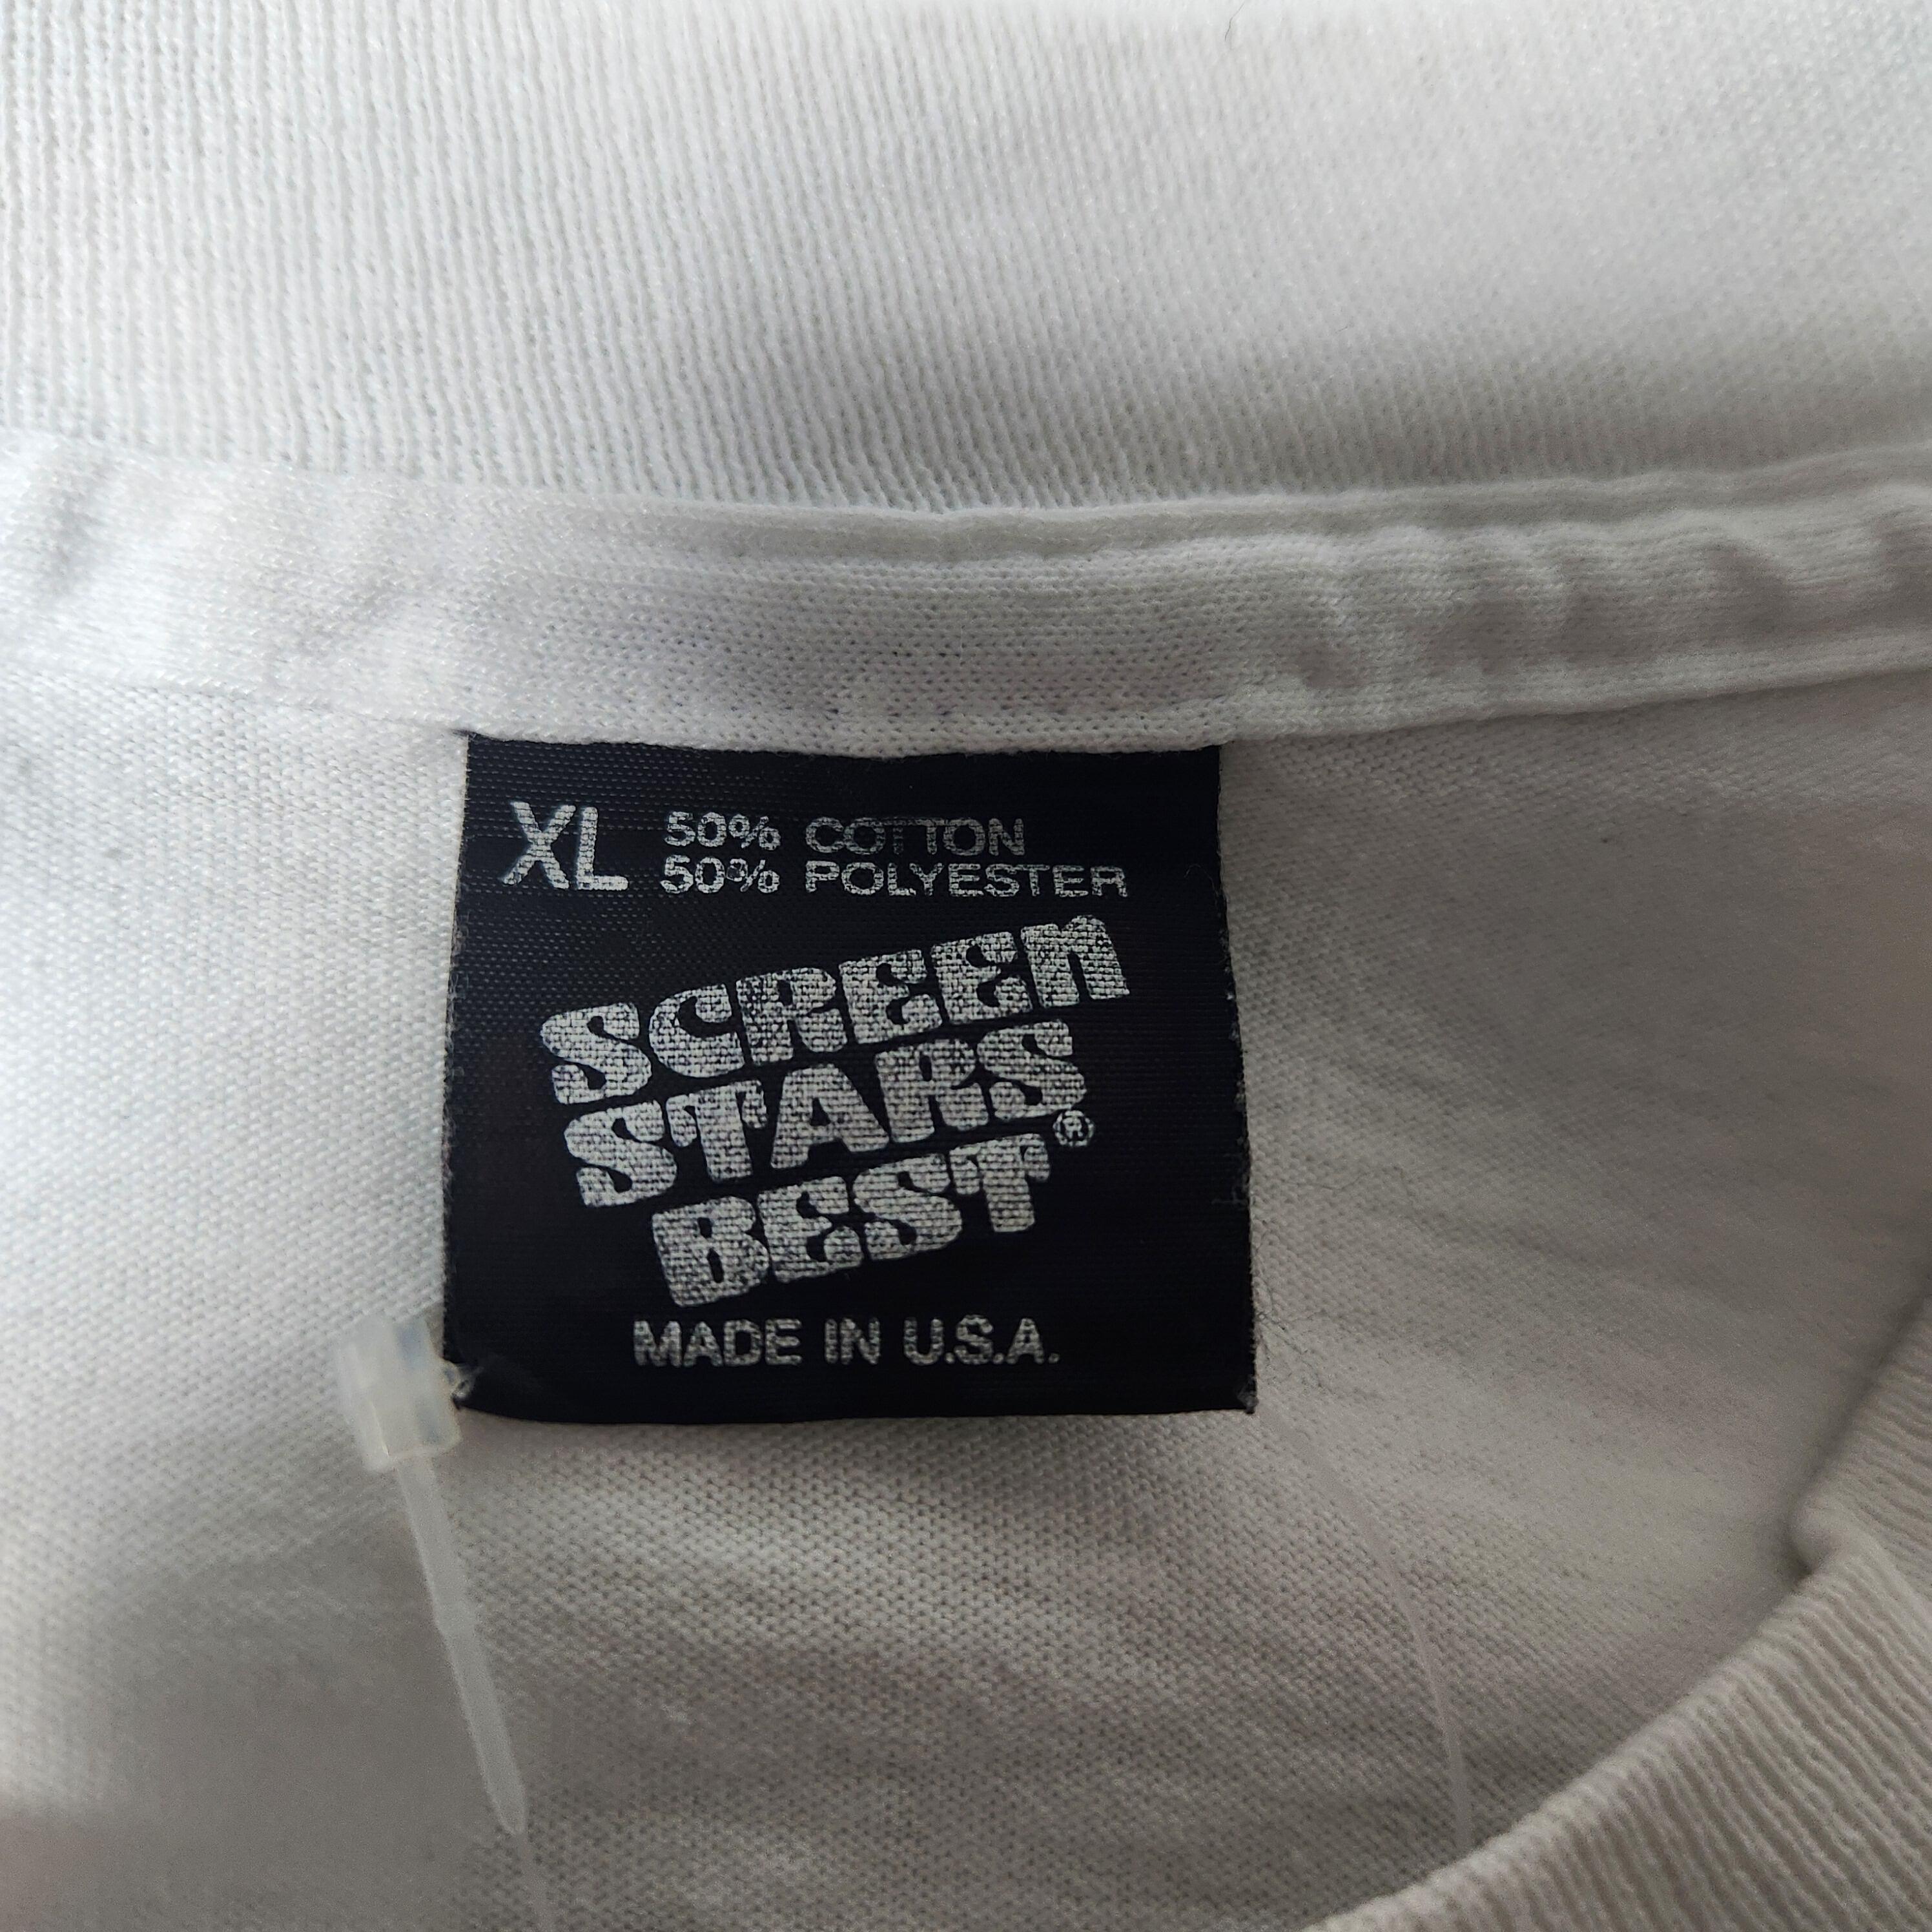 XL 50% COTTON
50% POLYESTER
SCREEN
STARS
BEST®
MADE IN U.S.A.